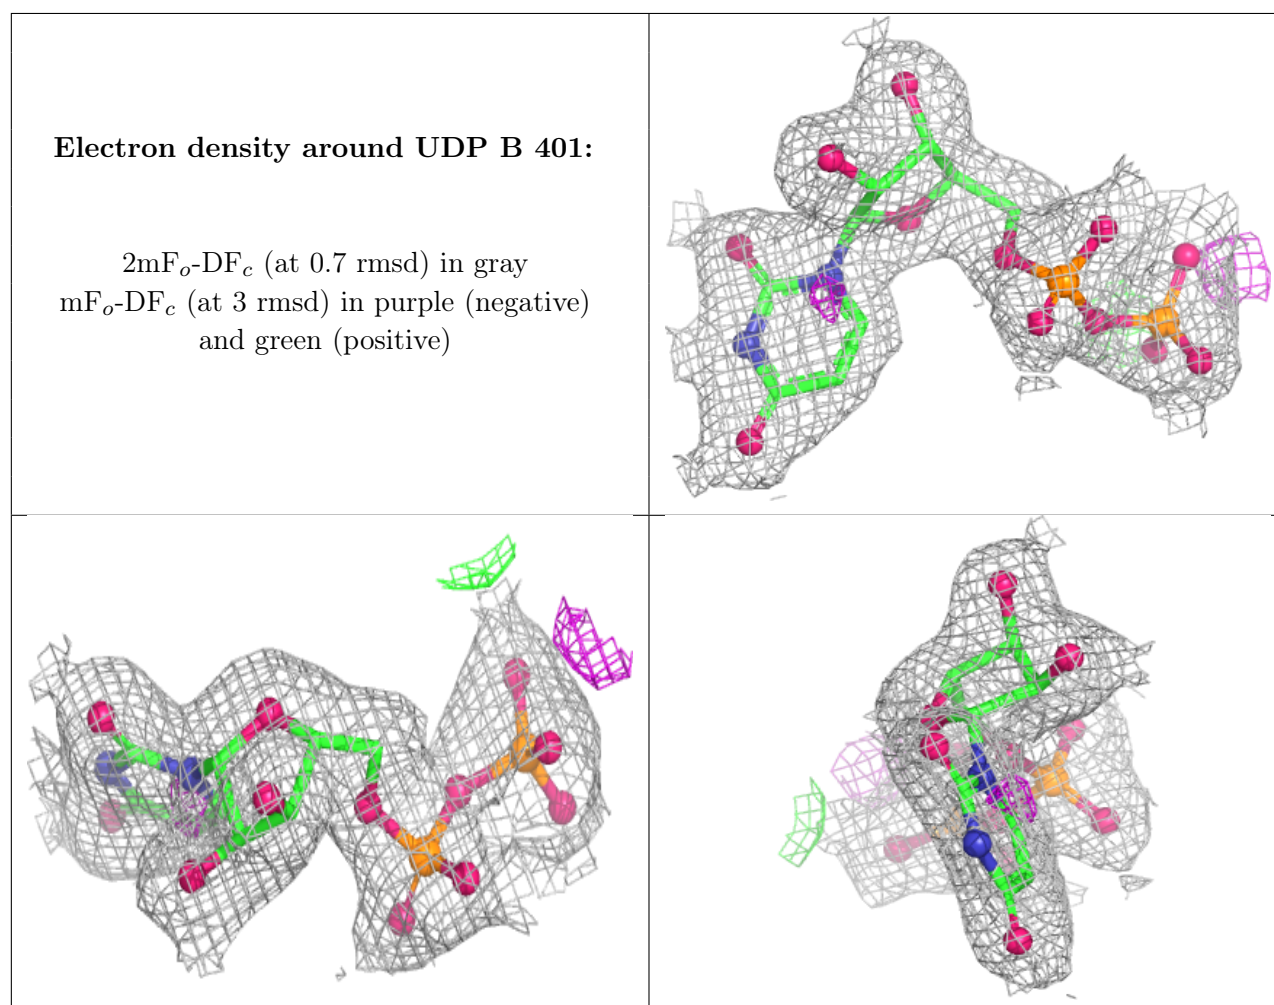 Electron density around UDP B 401:
2mFo-DFc (at 0.7 rmsd) in gray
mFo-DFc (at 3 rmsd) in purple (negative)
and green (positive)